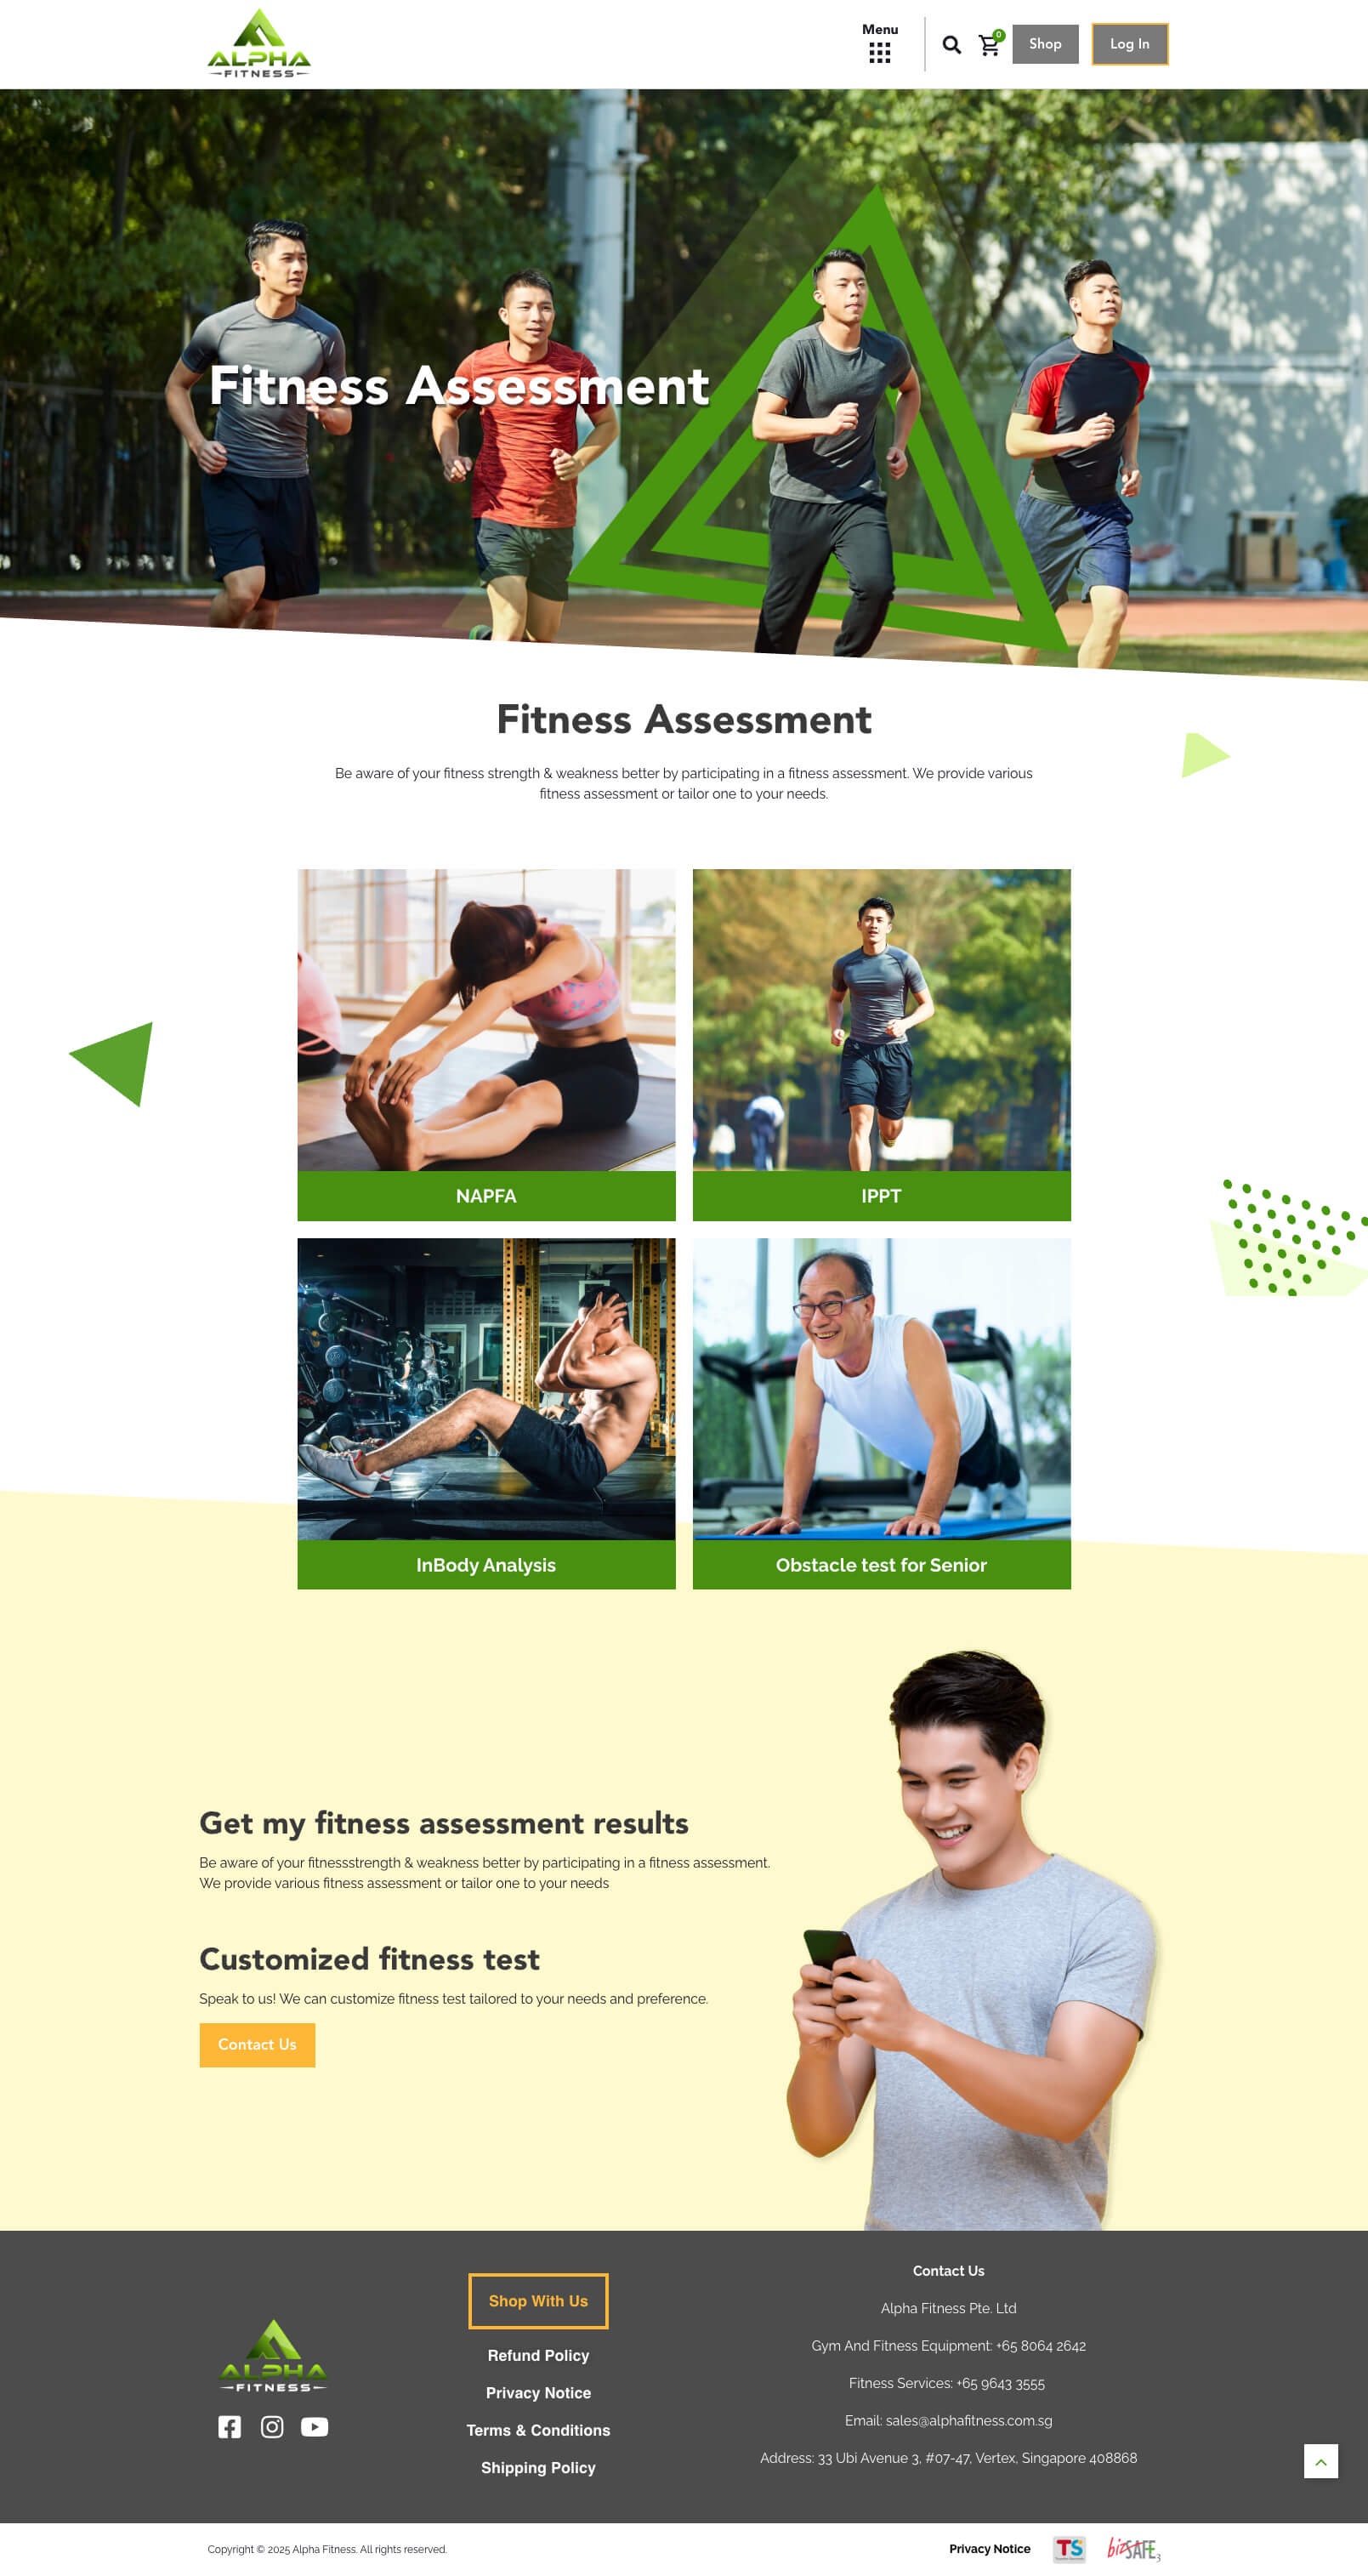 ALPHA
FITNESS
Menu
0
Shop
Log In
Fitness Assessment
Fitness Assessment
Be aware of your fitness strength & weakness better by participating in a fitness assessment. We provide various
fitness assessment or tailor one to your needs.
NAPFA
IPPT
InBody Analysis
Obstacle test for Senior
Get my fitness assessment results
Be aware of your fitnessstrength & weakness better by participating in a fitness assessment.
We provide various fitness assessment or tailor one to your needs
Customized fitness test
Speak to us! We can customize fitness test tailored to your needs and preference.
Contact Us
ALPHA
FITNESS
Shop With Us
Refund Policy
Privacy Notice
Terms & Conditions
Shipping Policy
Contact Us
Alpha Fitness Pte. Ltd
Gym And Fitness Equipment: +65 8064 2642
Fitness Services: +65 9643 3555
Email: sales@alphafitness.com.sg
Address: 33 Ubi Avenue 3, #07-47, Vertex, Singapore 408868
Copyright © 2025 Alpha Fitness. All rights reserved.
Privacy Notice
TS
bizSAFE3